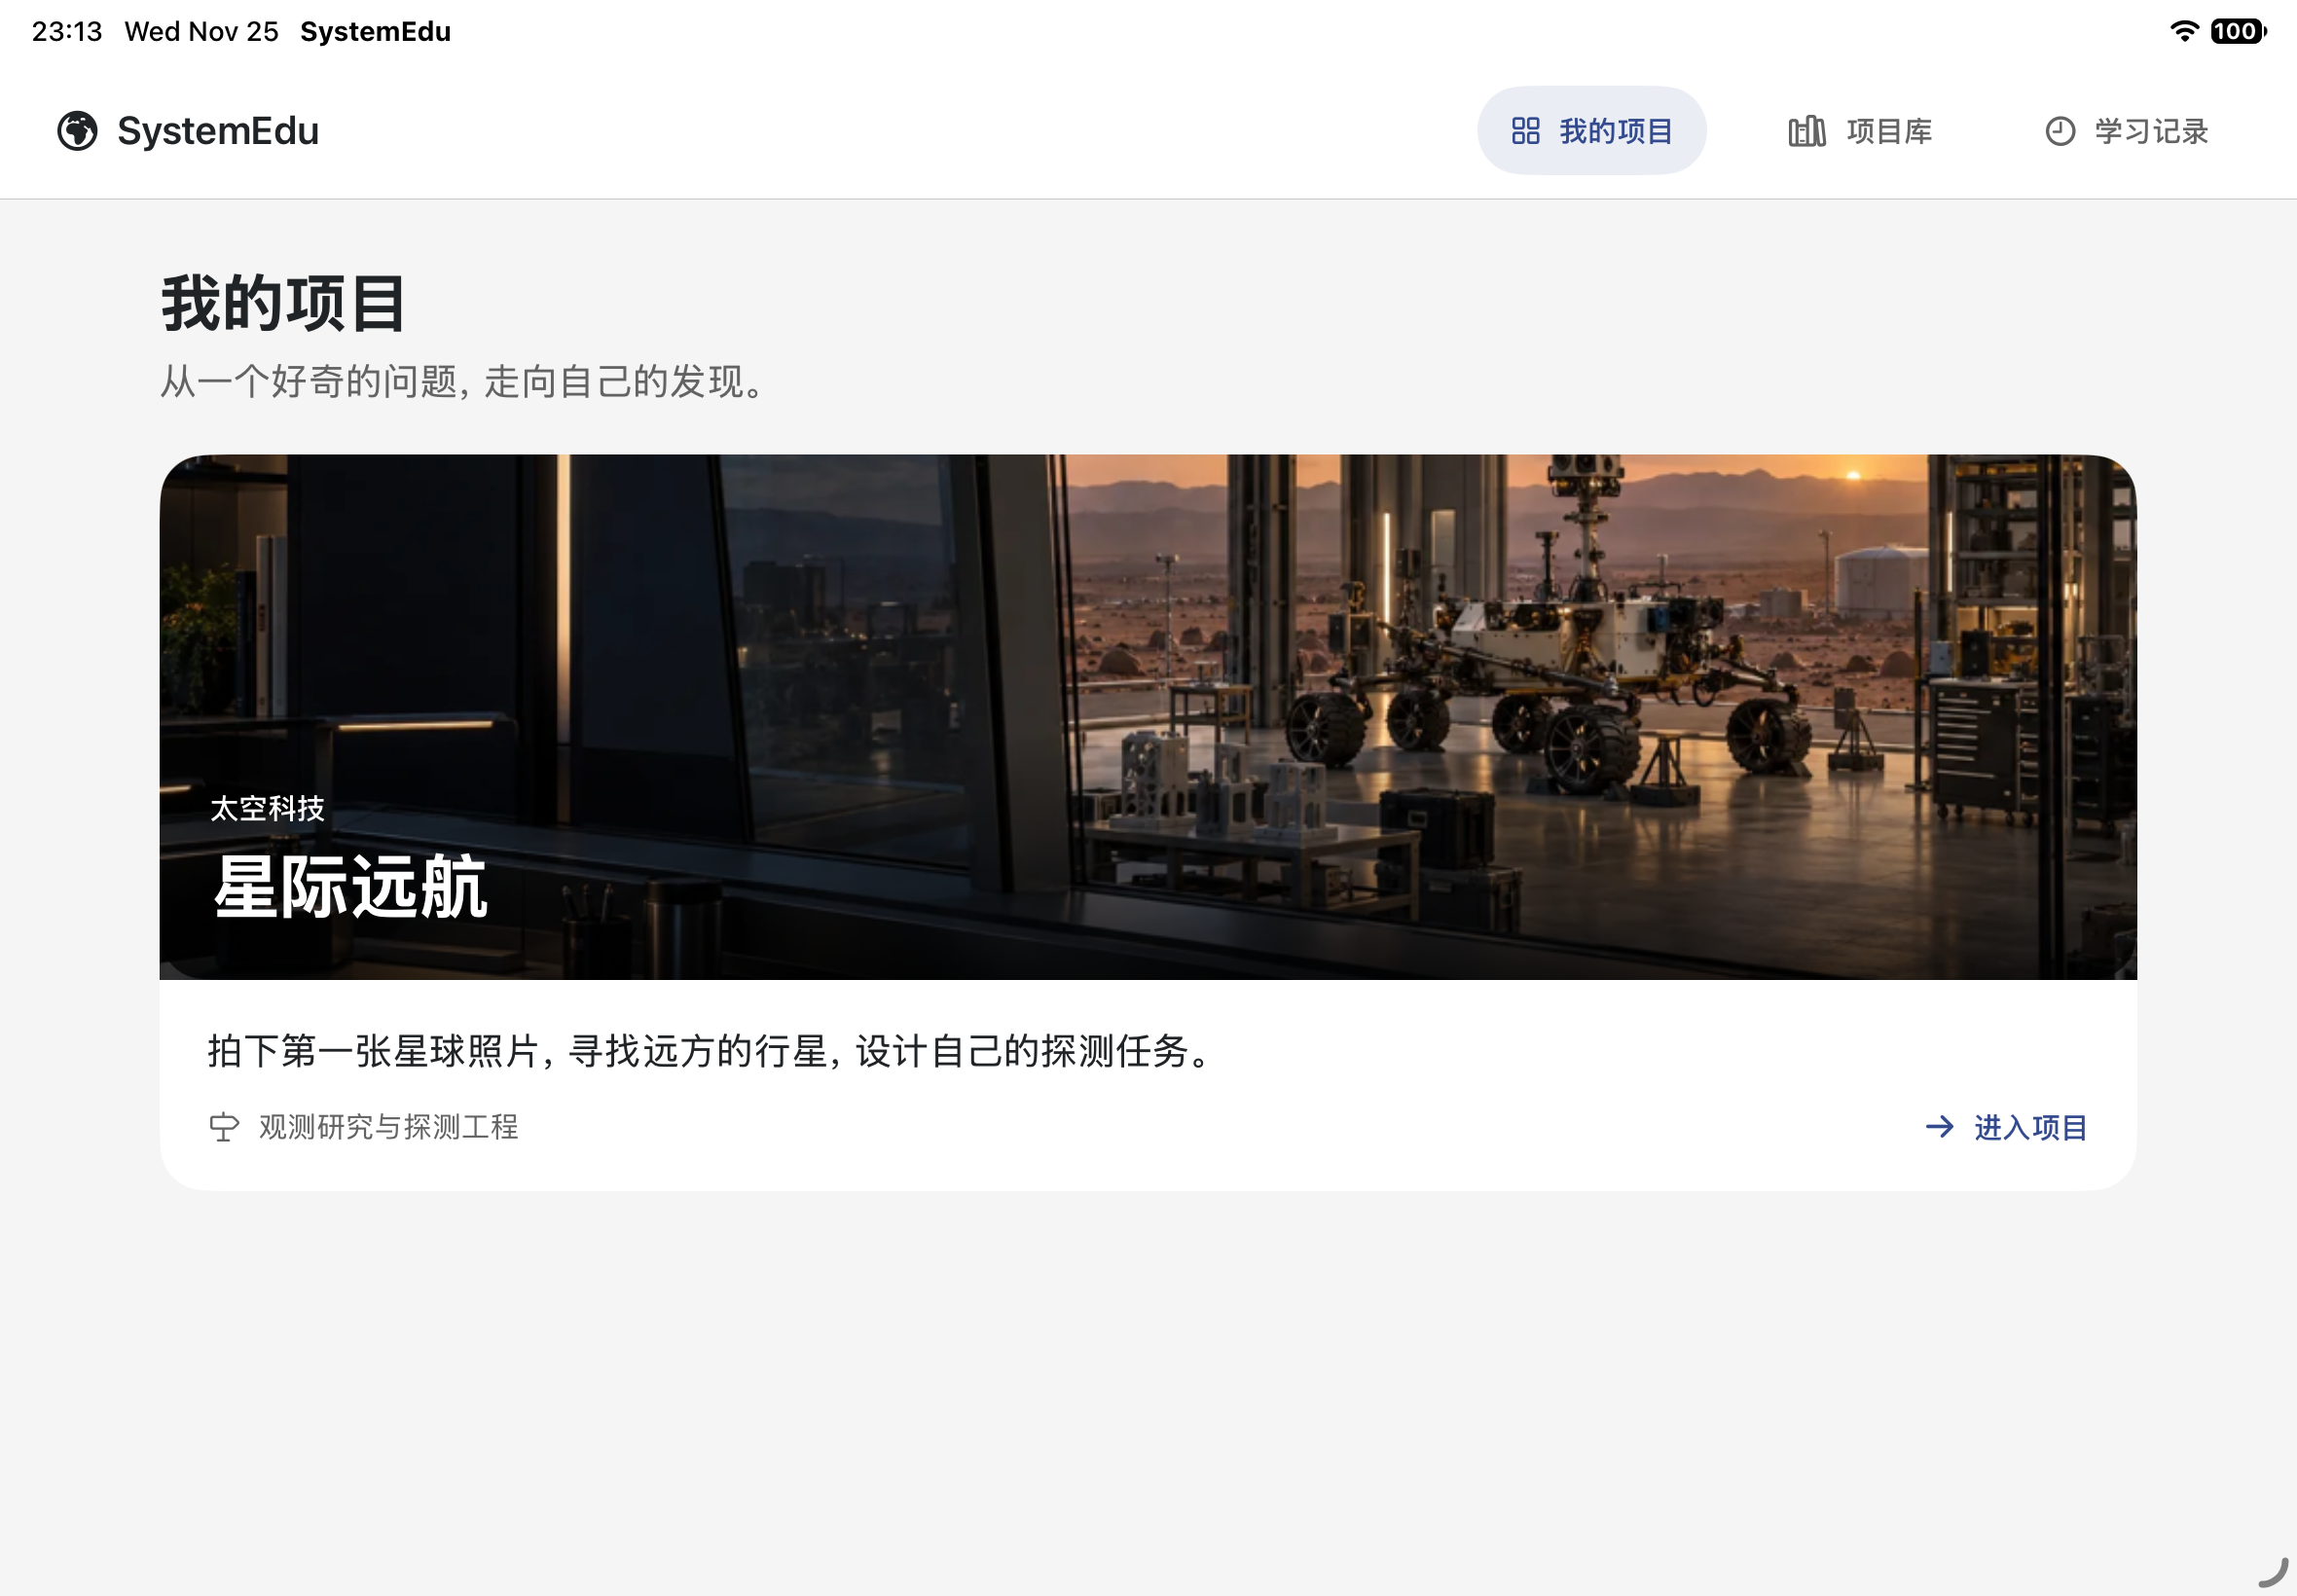 23:13 Wed Nov 25 SystemEdu
100
SystemEdu
我的项目
项目库
学习记录
我的项目
从一个好奇的问题，走向自己的发现。
太空科技
星际远航
拍下第一张星球照片，寻找远方的行星，设计自己的探测任务。
观测研究与探测工程
进入项目